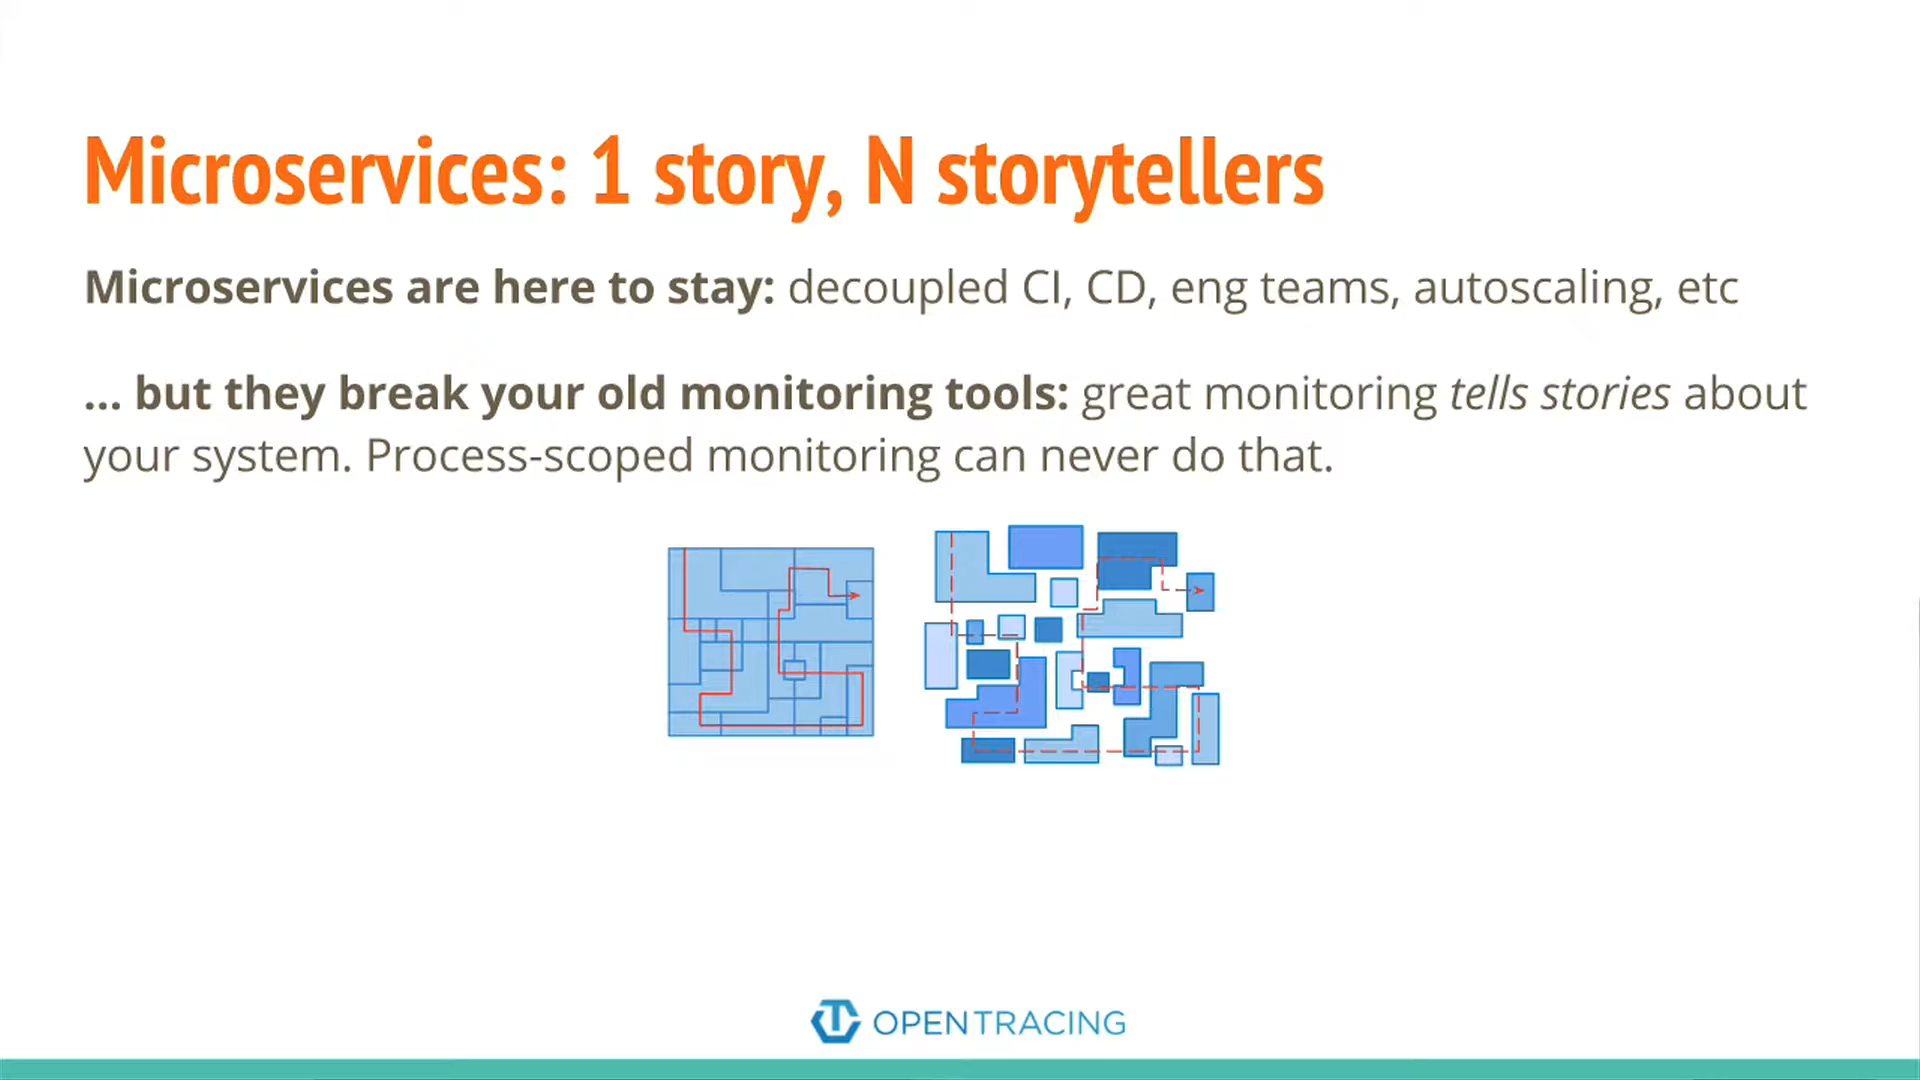 Microservices: 1 story, N storytellers
Microservices are here to stay: decoupled CI, CD, eng teams, autoscaling, etc
... but they break your old monitoring tools: great monitoring tells stories about
your system. Process-scoped monitoring can never do that.
OPENTRACING